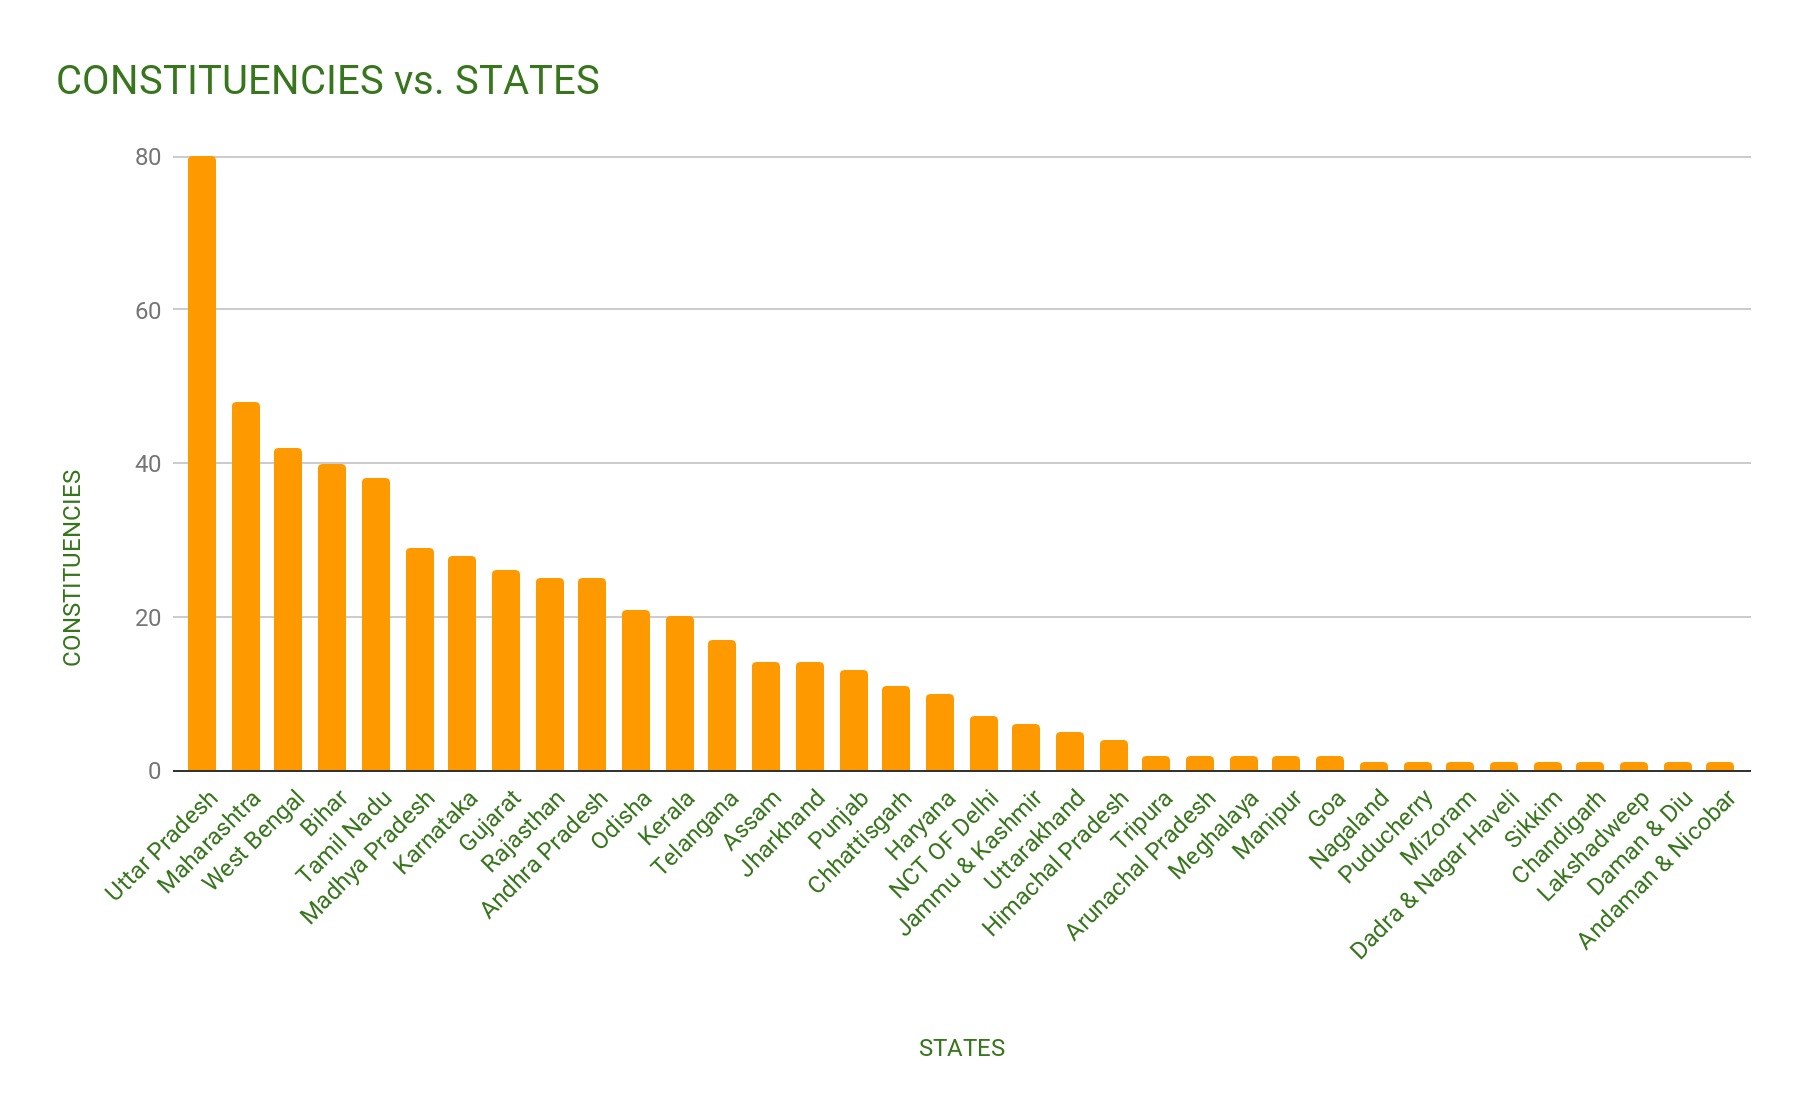 CONSTITUENCIES vs. STATES
CONSTITUENCIES
80
60
40
20
0
Uttar Pradesh
Maharashtra
West Bengal
Bihar
Tamil Nadu
Madhya Pradesh
Karnataka
Gujarat
Rajasthan
Andhra Pradesh
Odisha
Kerala
Telangana
Assam
Jharkhand
Punjab
Chhattisgarh
Haryana
NCT OF Delhi
Jammu & Kashmir
Uttarakhand
Himachal Pradesh
Tripura
Arunachal Pradesh
Meghalaya
Manipur
Goa
Nagaland
Puducherry
Mizoram
Dadra & Nagar Haveli
Sikkim
Chandigarh
Lakshadweep
Daman & Diu
Andaman & Nicobar
STATES